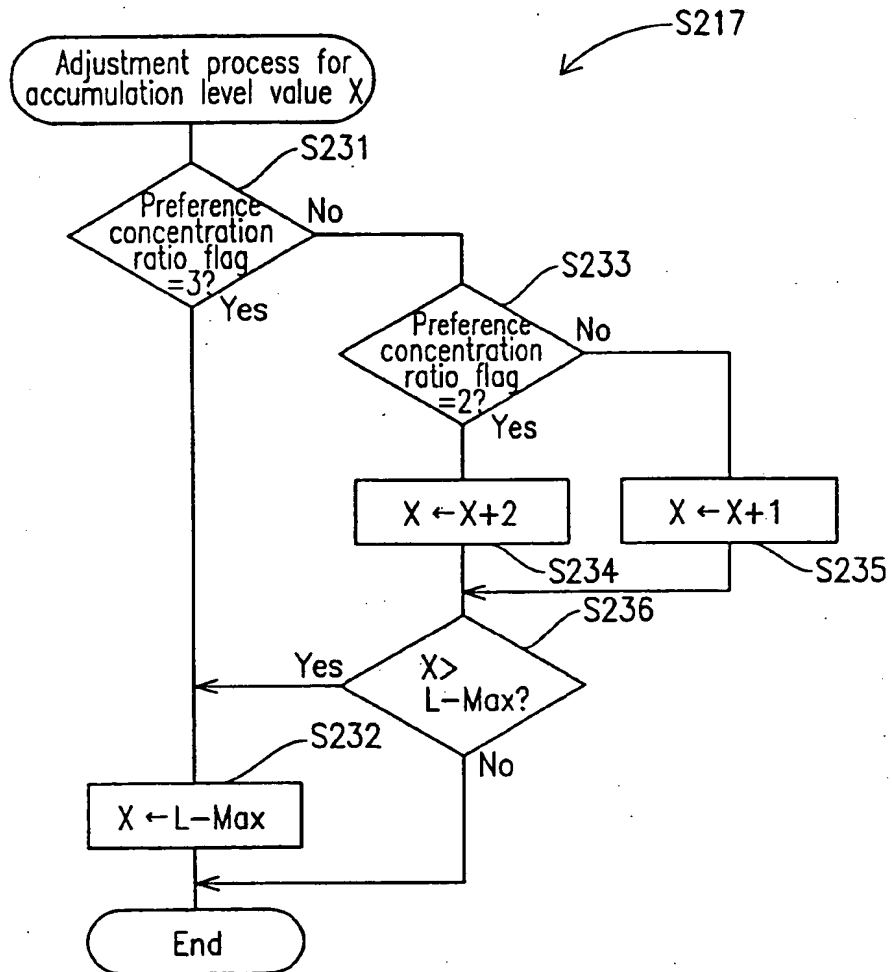 S217
Adjustment process for
accumulation level value X
S231
Preference
concentration
ratio flag
=3?
No
Yes
S233
Preference
concentration
ratio flag
=2?
No
Yes
X ← X+2
X ← X+1
S234
S235
S236
X>
L-Max?
Yes
No
S232
X ← L-Max
End